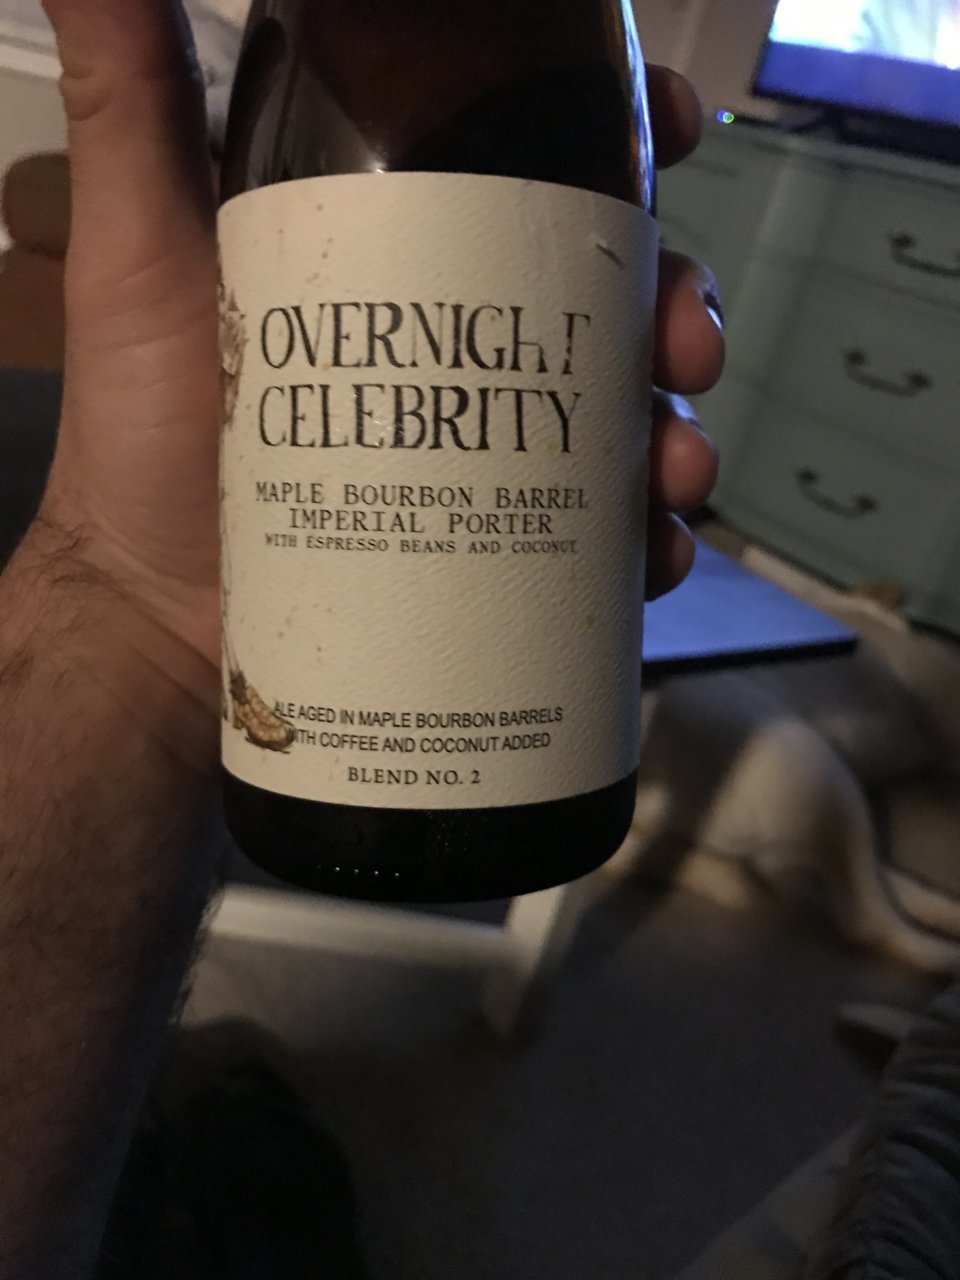 OVERNIGHT
CELEBRITY
MAPLE BOURBON BARREL
IMPERIAL PORTER
WITH ESPRESSO BEANS AND COCONUT
ALE AGED IN MAPLE BOURBON BARRELS
WITH COFFEE AND COCONUT ADDED
BLEND NO. 2